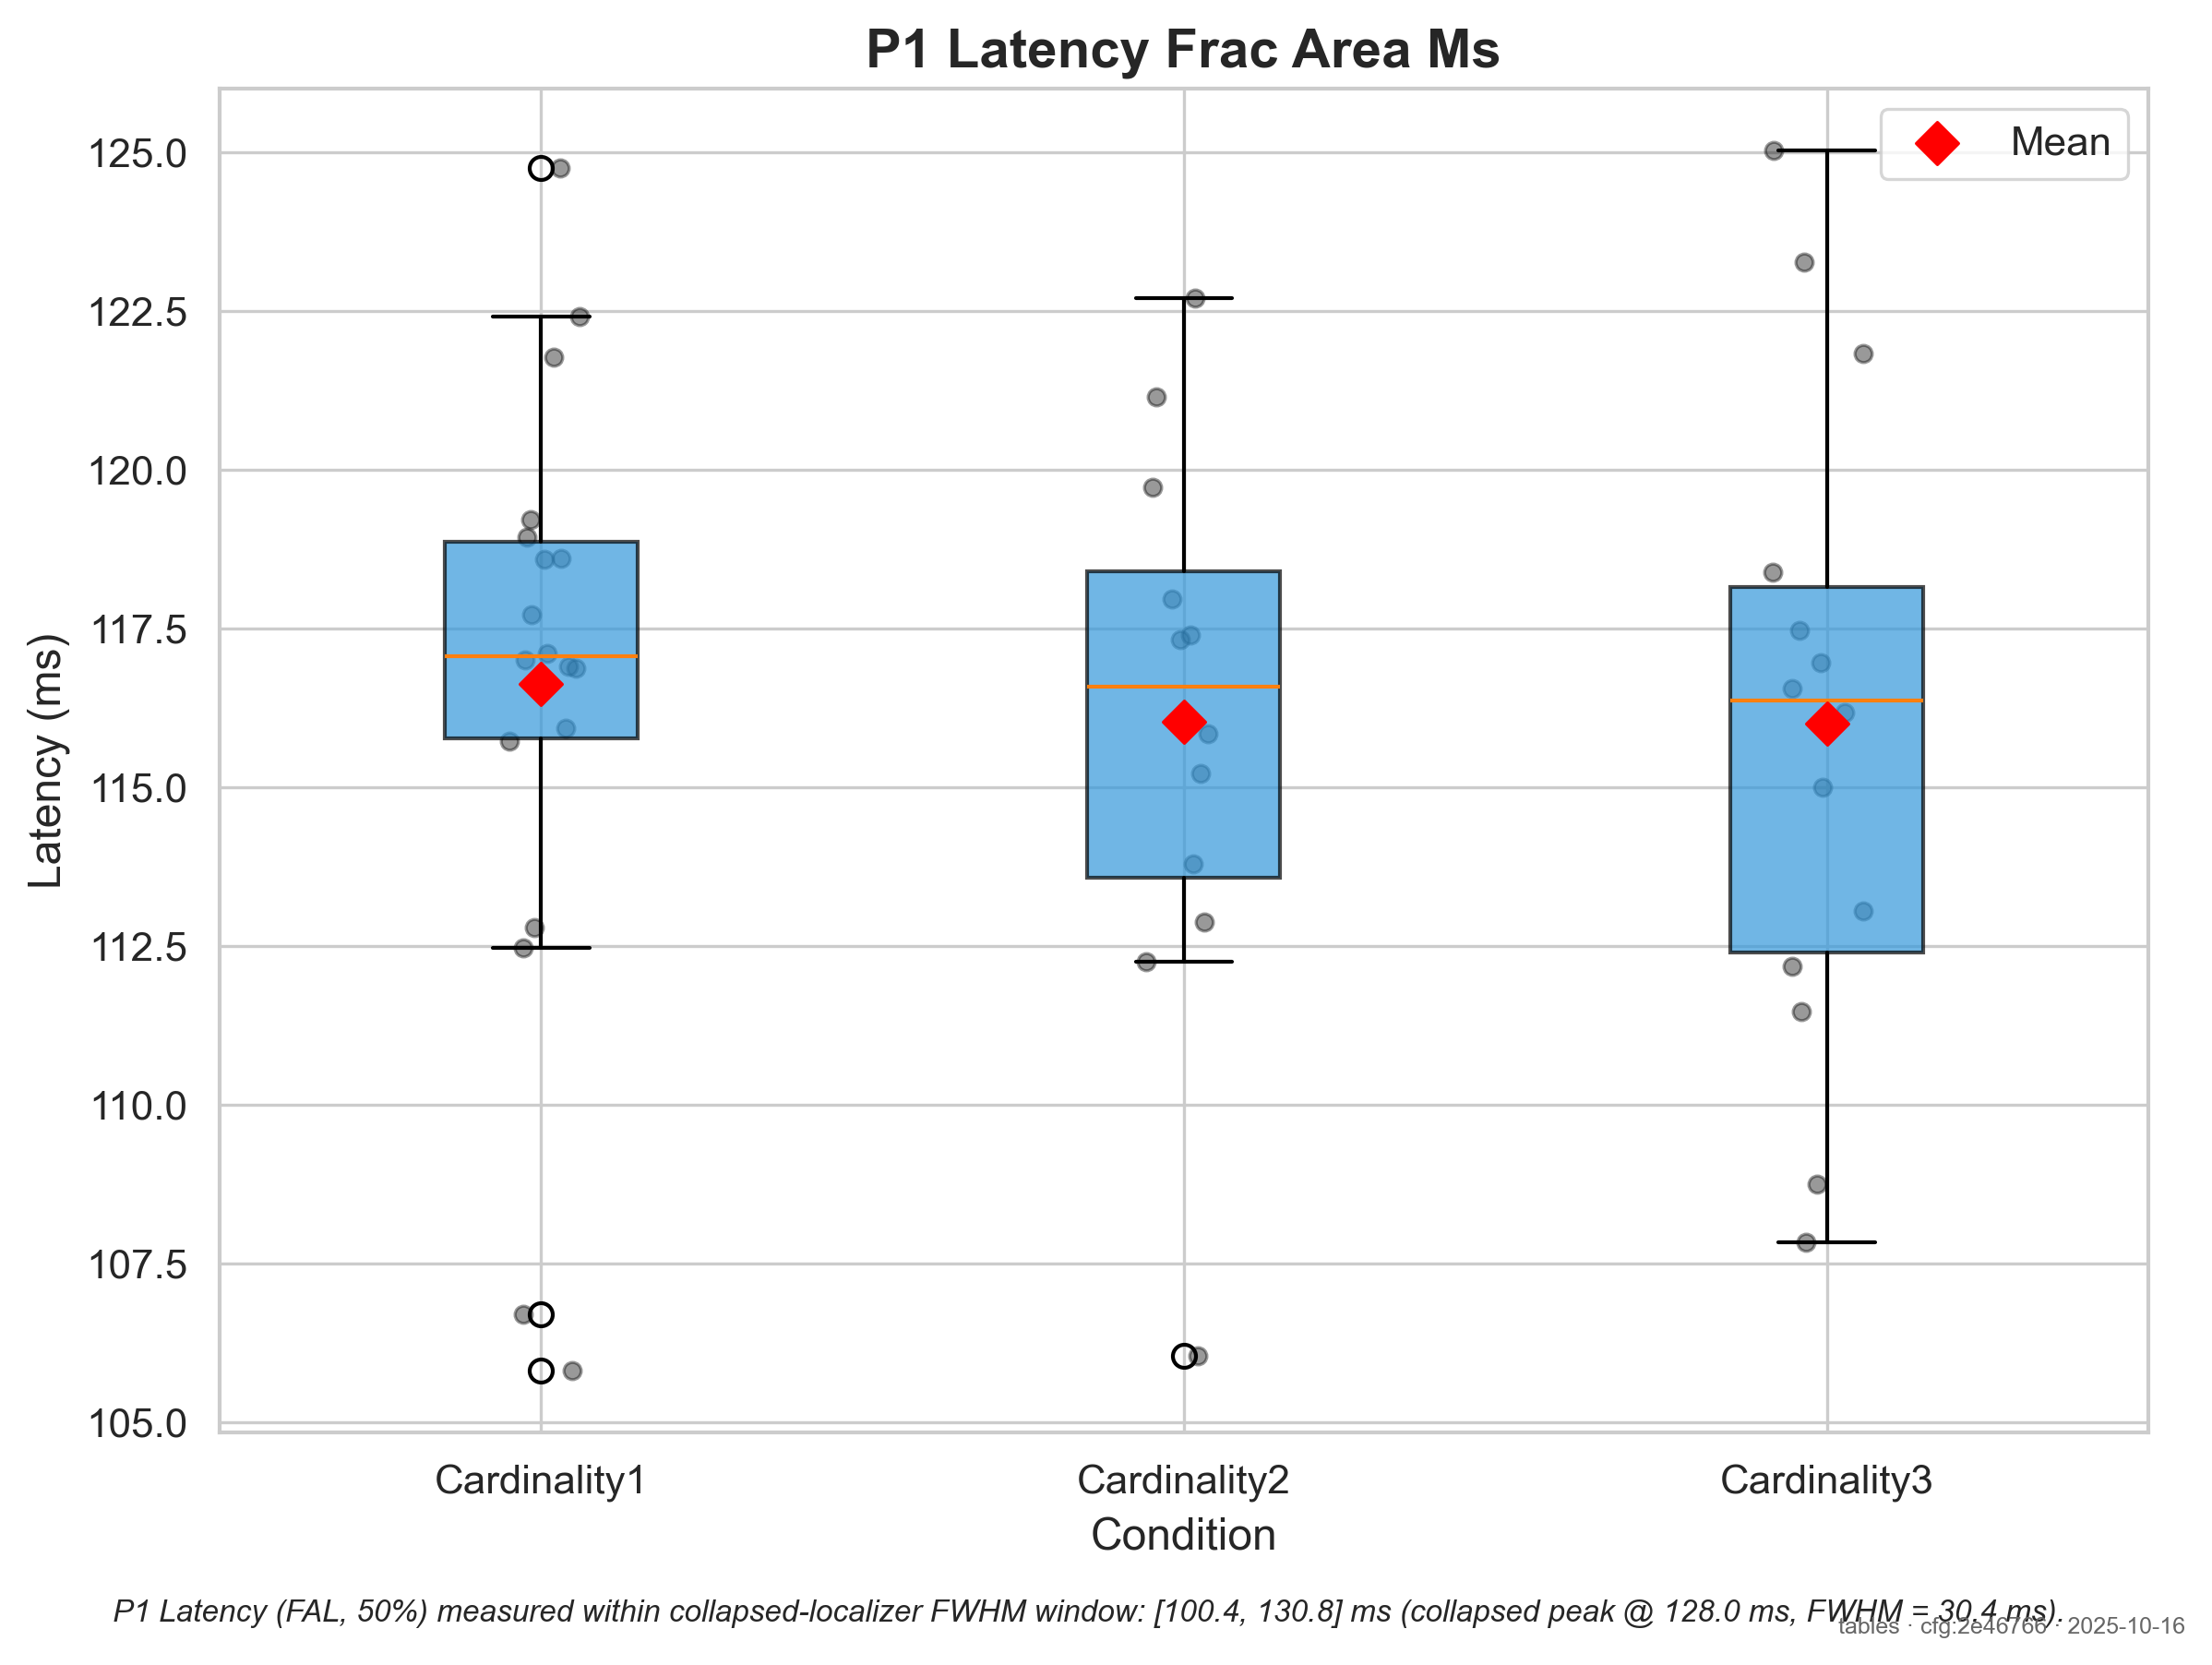 P1 Latency Frac Area Ms
Mean
125.0
122.5
120.0
117.5
115.0
112.5
110.0
107.5
105.0
Latency (ms)
Cardinality1 Cardinality2 Cardinality3
Condition
P1 Latency (FAL, 50%) measured within collapsed-localizer FWHM window: [100.4, 130.8] ms (collapsed peak @ 128.0 ms, FWHM = 30.4 ms).
tables · cfg:2e46766 · 2025-10-16